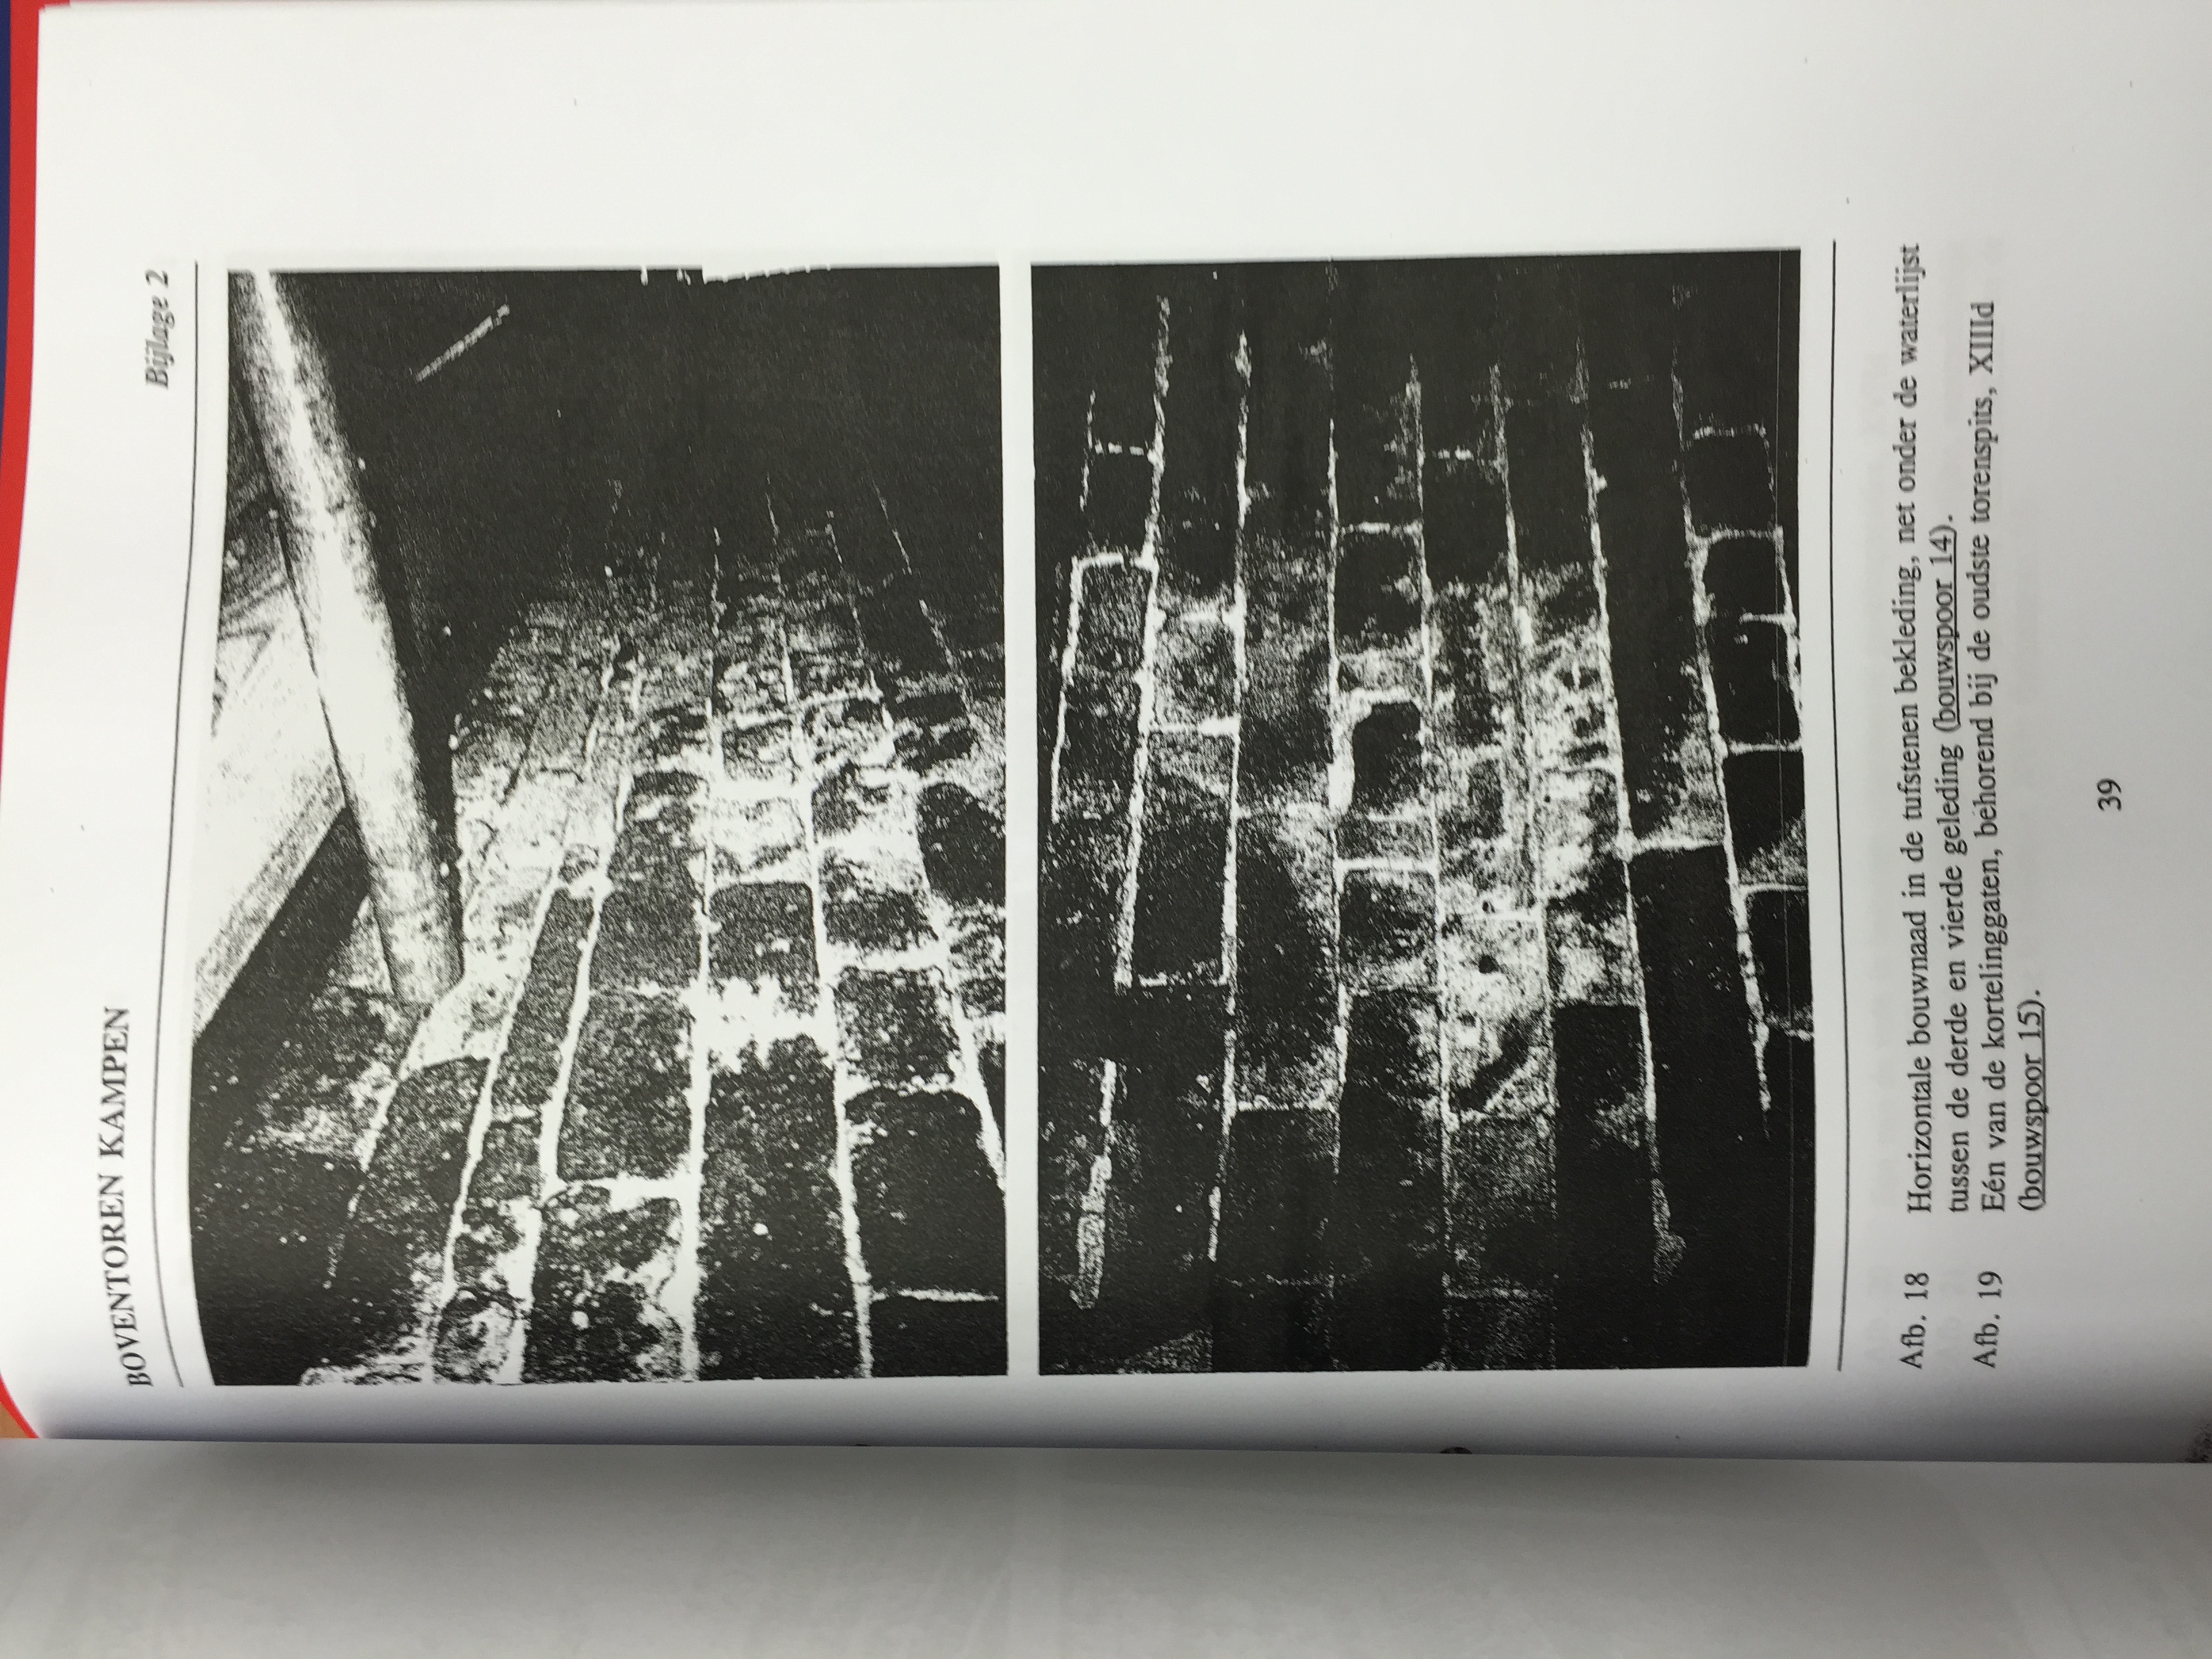 BOVENTOREN KAMPEN
Bijlage 2
Afb. 18 Horizontale bouwnaad in de tufstenen bekleding, net onder de waterlijst
tussen de derde en vierde geleding (bouwspoor 14).
Afb. 19 Eén van de kortelinggaten, behorend bij de oudste torenspits, XIIId
(bouwspoor 15).
39